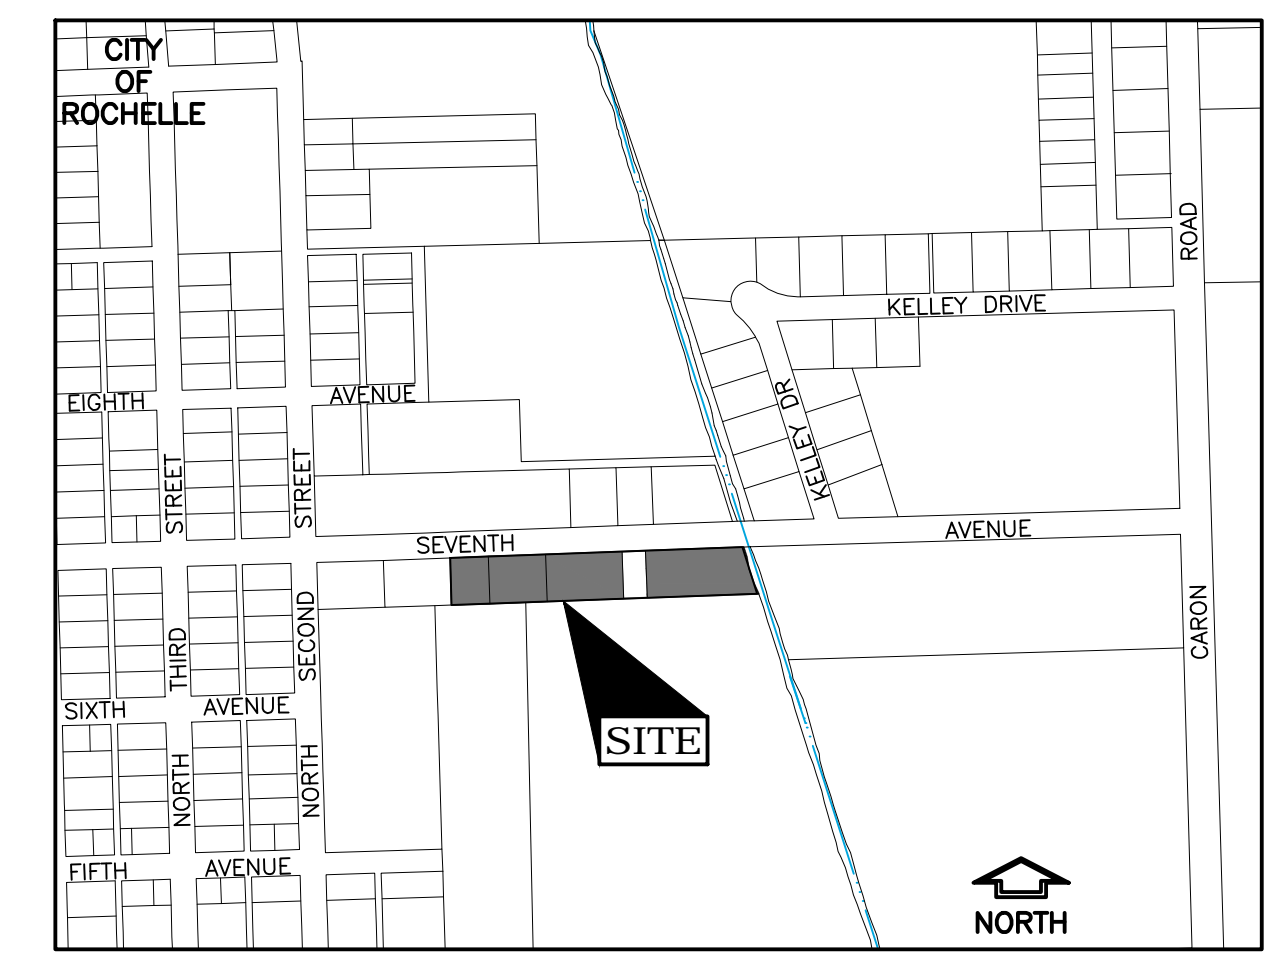 CITY
OF
ROCHELLE
ROAD
KELLEY DRIVE
EIGHTH
AVENUE
KELLEY DR
STREET
STREET
SEVENTH
AVENUE
THIRD
SECOND
CARON
SIXTH
AVENUE
SITE
NORTH
NORTH
FIFTH
AVENUE
NORTH